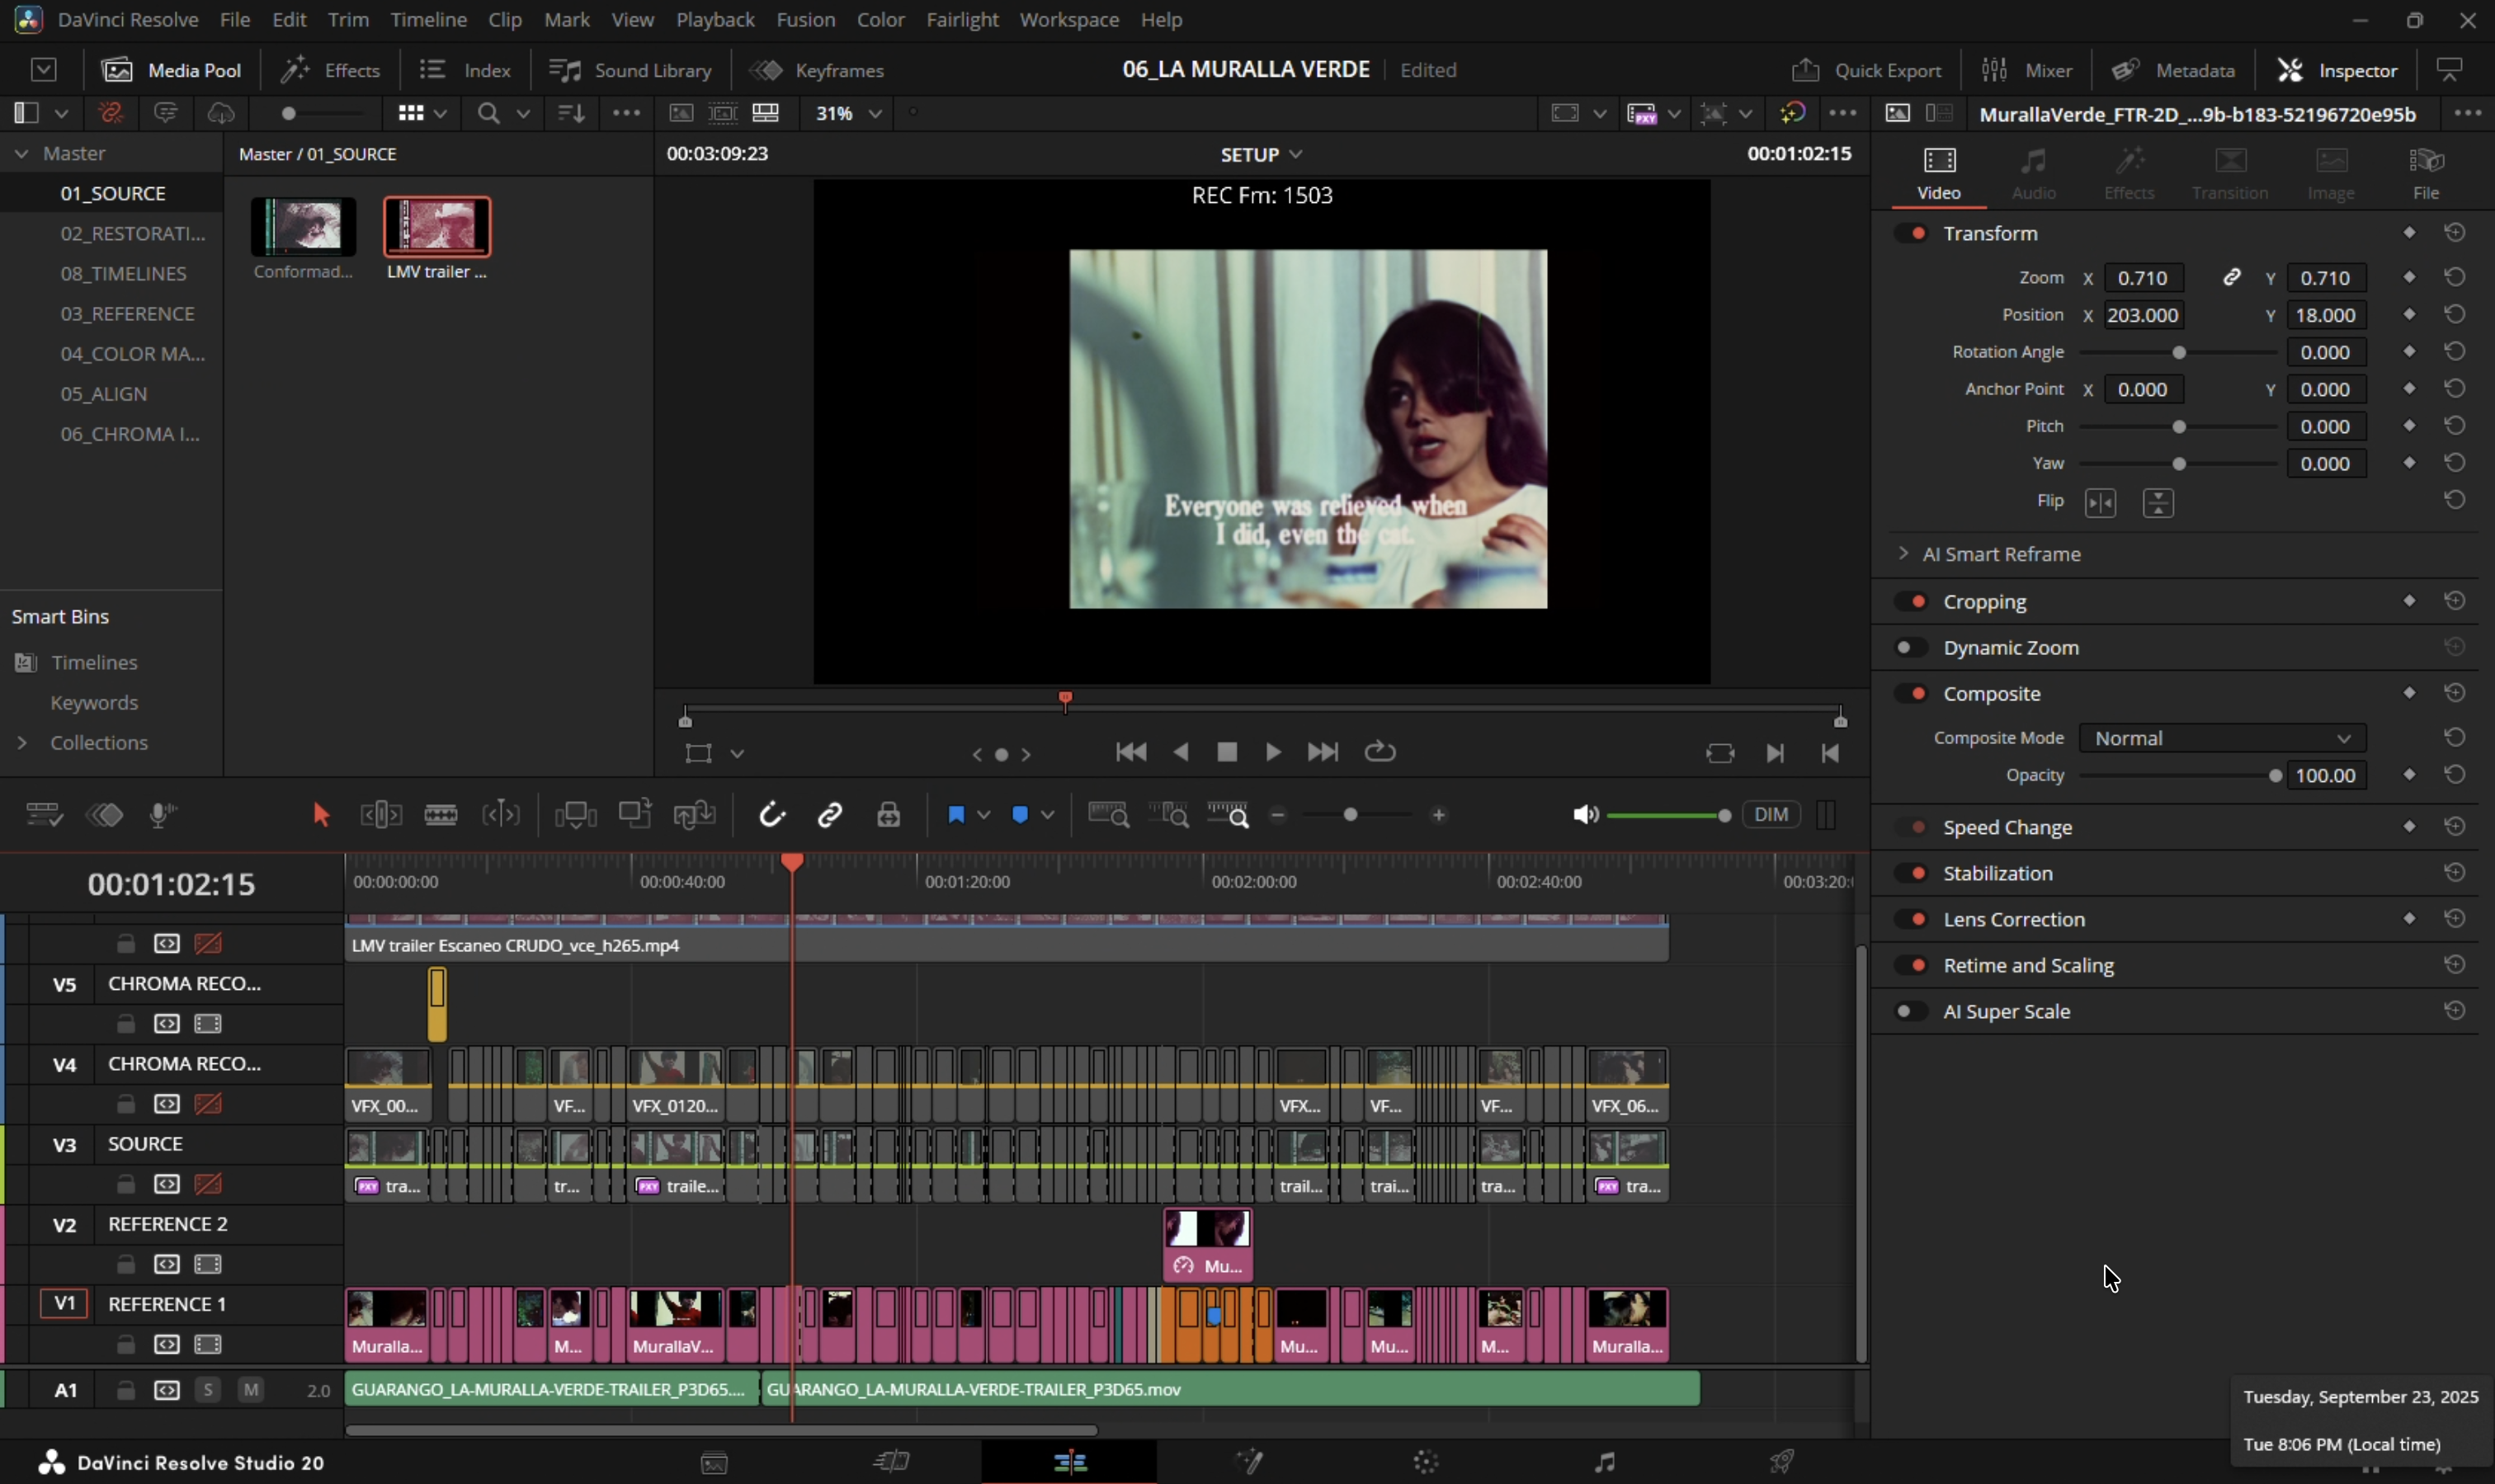 DaVinci Resolve File Edit Trim Timeline Clip Mark View Playback Fusion Color Fairlight Workspace Help
Media Pool Effects Index Sound Library Keyframes 06_LA MURALLA VERDE Edited Quick Export Mixer Metadata Inspector
31% PXY MurallaVerde_FTR-2D_...9b-b183-52196720e95b
Master Master / 01_SOURCE 00:03:09:23 SETUP 00:01:02:15
01_SOURCE
02_RESTORATI...
08_TIMELINES
03_REFERENCE
04_COLOR MA...
05_ALIGN
06_CHROMA I...
Conformad... LMV trailer ...
Smart Bins
Timelines
Keywords
Collections
REC Fm: 1503
Everyone was relieved when
I did, even the cat.
Video Audio Effects Transition Image File
Transform
Zoom X 0.710 Y 0.710
Position X 203.000 Y 18.000
Rotation Angle 0.000
Anchor Point X 0.000 Y 0.000
Pitch 0.000
Yaw 0.000
Flip
AI Smart Reframe
Cropping
Dynamic Zoom
Composite
Composite Mode Normal
Opacity 100.00
Speed Change
Stabilization
Lens Correction
Retime and Scaling
AI Super Scale
DIM
00:01:02:15 00:00:00:00 00:00:40:00 00:01:20:00 00:02:00:00 00:02:40:00 00:03:20:
LMV trailer Escaneo CRUDO_vce_h265.mp4
V5 CHROMA RECO...
V4 CHROMA RECO...
VFX_00... VF... VFX_0120... VFX... VF... VF... VFX_06...
V3 SOURCE
PXY tra... tr... PXY traile... trail... trai... tra... PXY tra...
V2 REFERENCE 2
Mu...
V1 REFERENCE 1
Muralla... M... MurallaV... Mu... Mu... M... Muralla...
A1 S M 2.0 GUARANGO_LA-MURALLA-VERDE-TRAILER_P3D65.... GUARANGO_LA-MURALLA-VERDE-TRAILER_P3D65.mov
Tuesday, September 23, 2025
Tue 8:06 PM (Local time)
DaVinci Resolve Studio 20